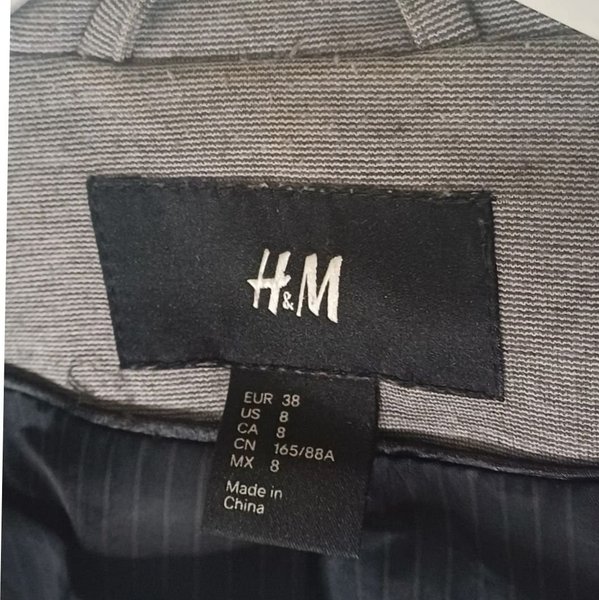 H&M
EUR 38
US 8
CA 8
CN 165/88A
MX 8
Made in
China